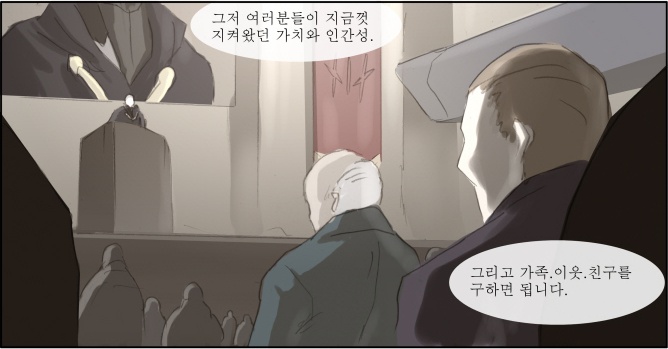 그저 여러분들이 지금껏
지켜왔던 가치와 인간성.
그리고 가족.이웃.친구를
구하면 됩니다.